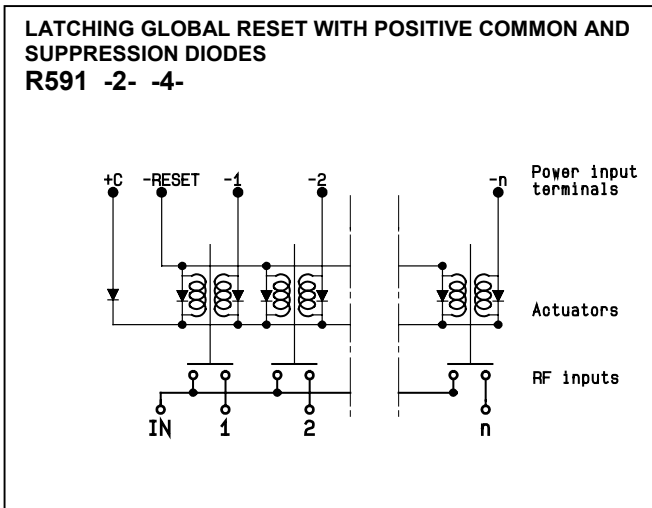 LATCHING GLOBAL RESET WITH POSITIVE COMMON AND
SUPPRESSION DIODES
R591 -2- -4-
+C -RESET -1 -2 -n Power input
terminals
Actuators
RF inputs
IN 1 2 n